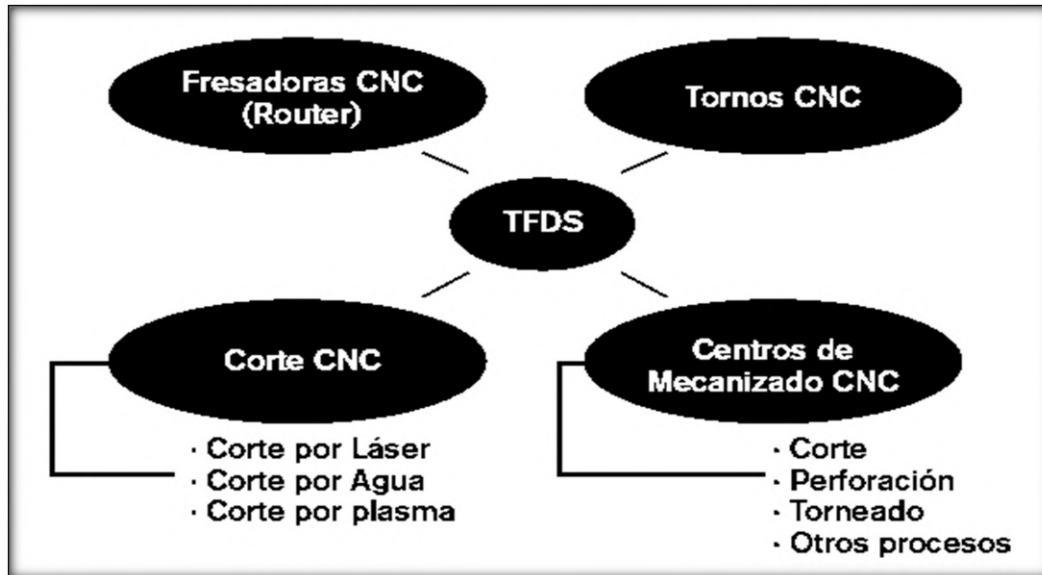 Fresadoras CNC
(Router)
Tornos CNC
TFDS
Corte CNC
· Corte por Láser
· Corte por Agua
· Corte por plasma
Centros de
Mecanizado CNC
· Corte
· Perforación
· Torneado
· Otros procesos